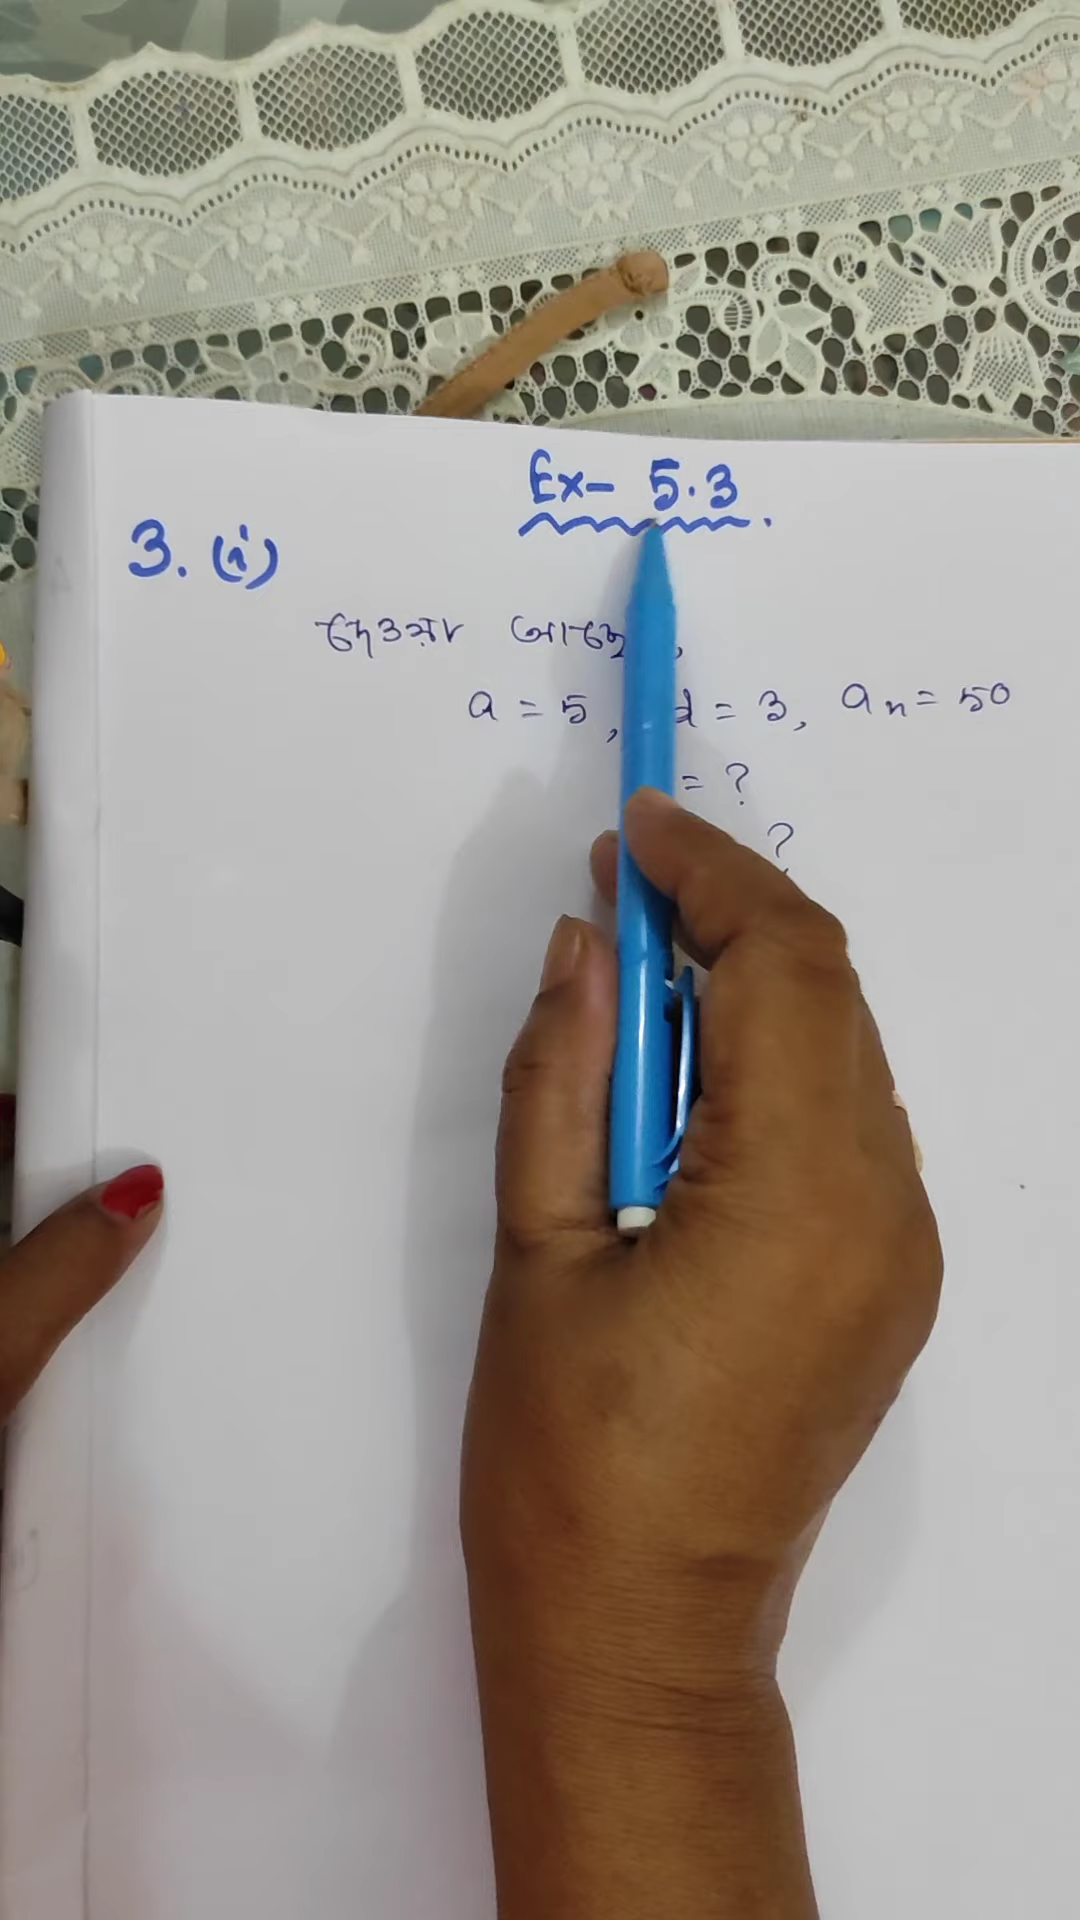 Ex- 5.3.
3. (i)
দেওয়া আছে,
a = 5, d = 3, an = 50
= ?
?